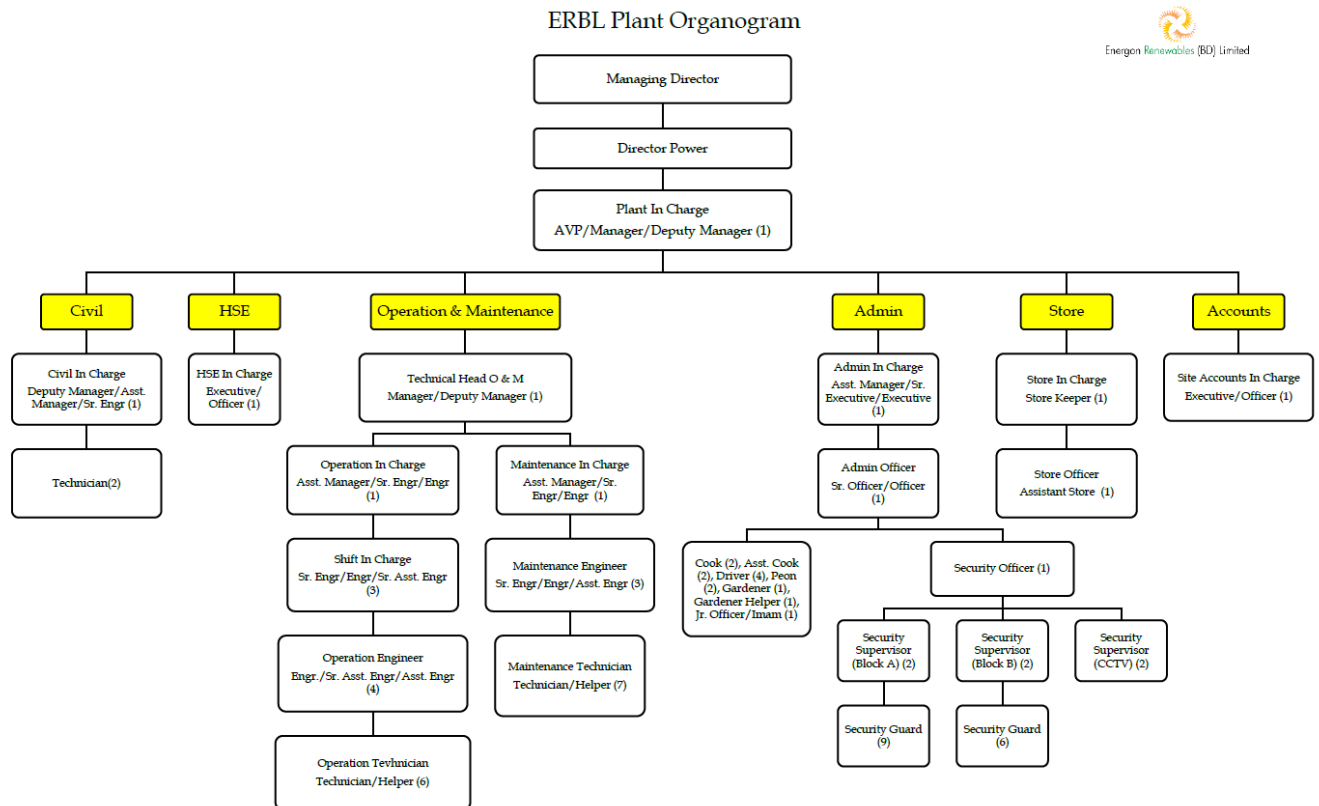 ERBL Plant Organogram
Energon Renewables (BD) Limited
Managing Director
Director Power
Plant In Charge
AVP/Manager/Deputy Manager (1)
Civil
HSE
Operation & Maintenance
Admin
Store
Accounts
Civil In Charge
Deputy Manager/Asst.
Manager/Sr. Engr (1)
HSE In Charge
Executive/
Officer (1)
Technical Head O & M
Manager/Deputy Manager (1)
Admin In Charge
Asst. Manager/Sr.
Executive/Executive
(1)
Store In Charge
Store Keeper (1)
Site Accounts In Charge
Executive/Officer (1)
Technician(2)
Operation In Charge
Asst. Manager/Sr. Engr/Engr
(1)
Maintenance In Charge
Asst. Manager/Sr.
Engr/Engr (1)
Admin Officer
Sr. Officer/Officer
(1)
Store Officer
Assistant Store (1)
Shift In Charge
Sr. Engr/Engr/Sr. Asst. Engr
(3)
Maintenance Engineer
Sr. Engr/Engr/Asst. Engr (3)
Cook (2), Asst. Cook
(2), Driver (4), Peon
(2), Gardener (1),
Gardener Helper (1),
Jr. Officer/Imam (1)
Security Officer (1)
Operation Engineer
Engr./Sr. Asst. Engr/Asst. Engr
(4)
Maintenance Technician
Technician/Helper (7)
Security
Supervisor
(Block A) (2)
Security
Supervisor
(Block B) (2)
Security
Supervisor
(CCTV) (2)
Operation Tevhnician
Technician/Helper (6)
Security Guard
(9)
Security Guard
(6)